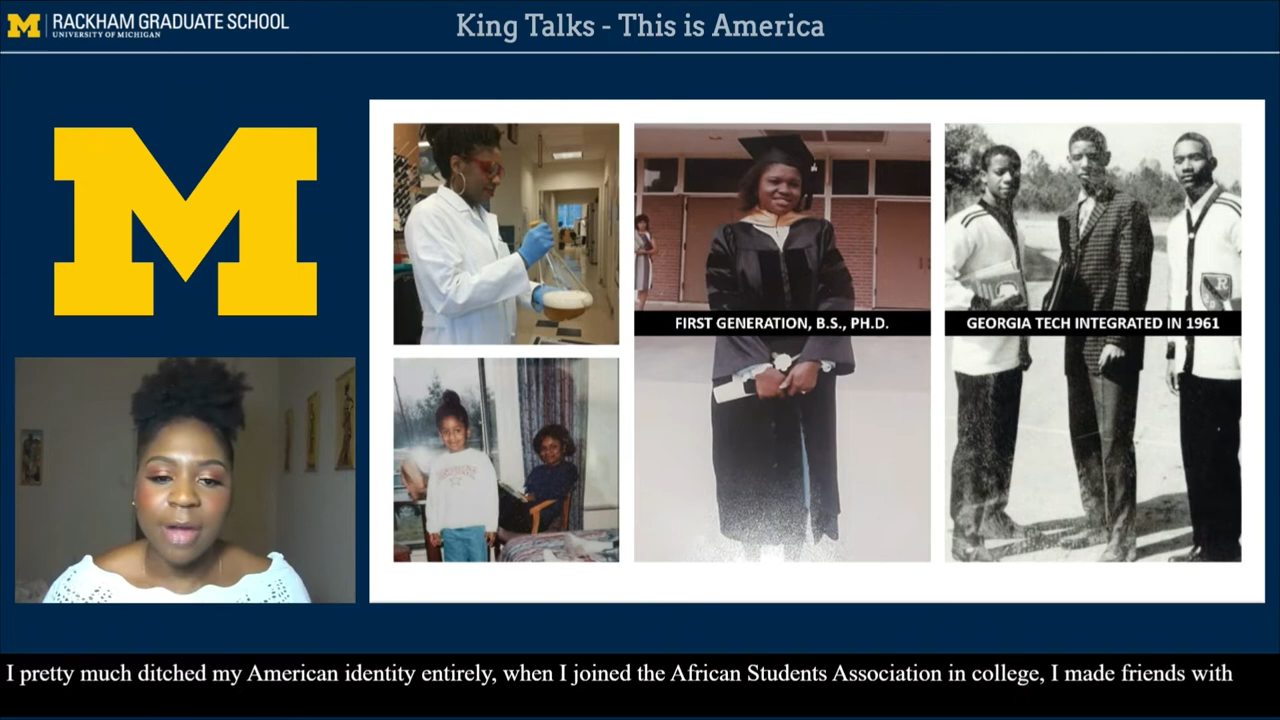 M
RACKHAM GRADUATE SCHOOL
UNIVERSITY OF MICHIGAN
King Talks - This is America
M
FIRST GENERATION, B.S., PH.D.
GEORGIA TECH INTEGRATED IN 1961
R
I pretty much ditched my American identity entirely, when I joined the African Students Association in college, I made friends with